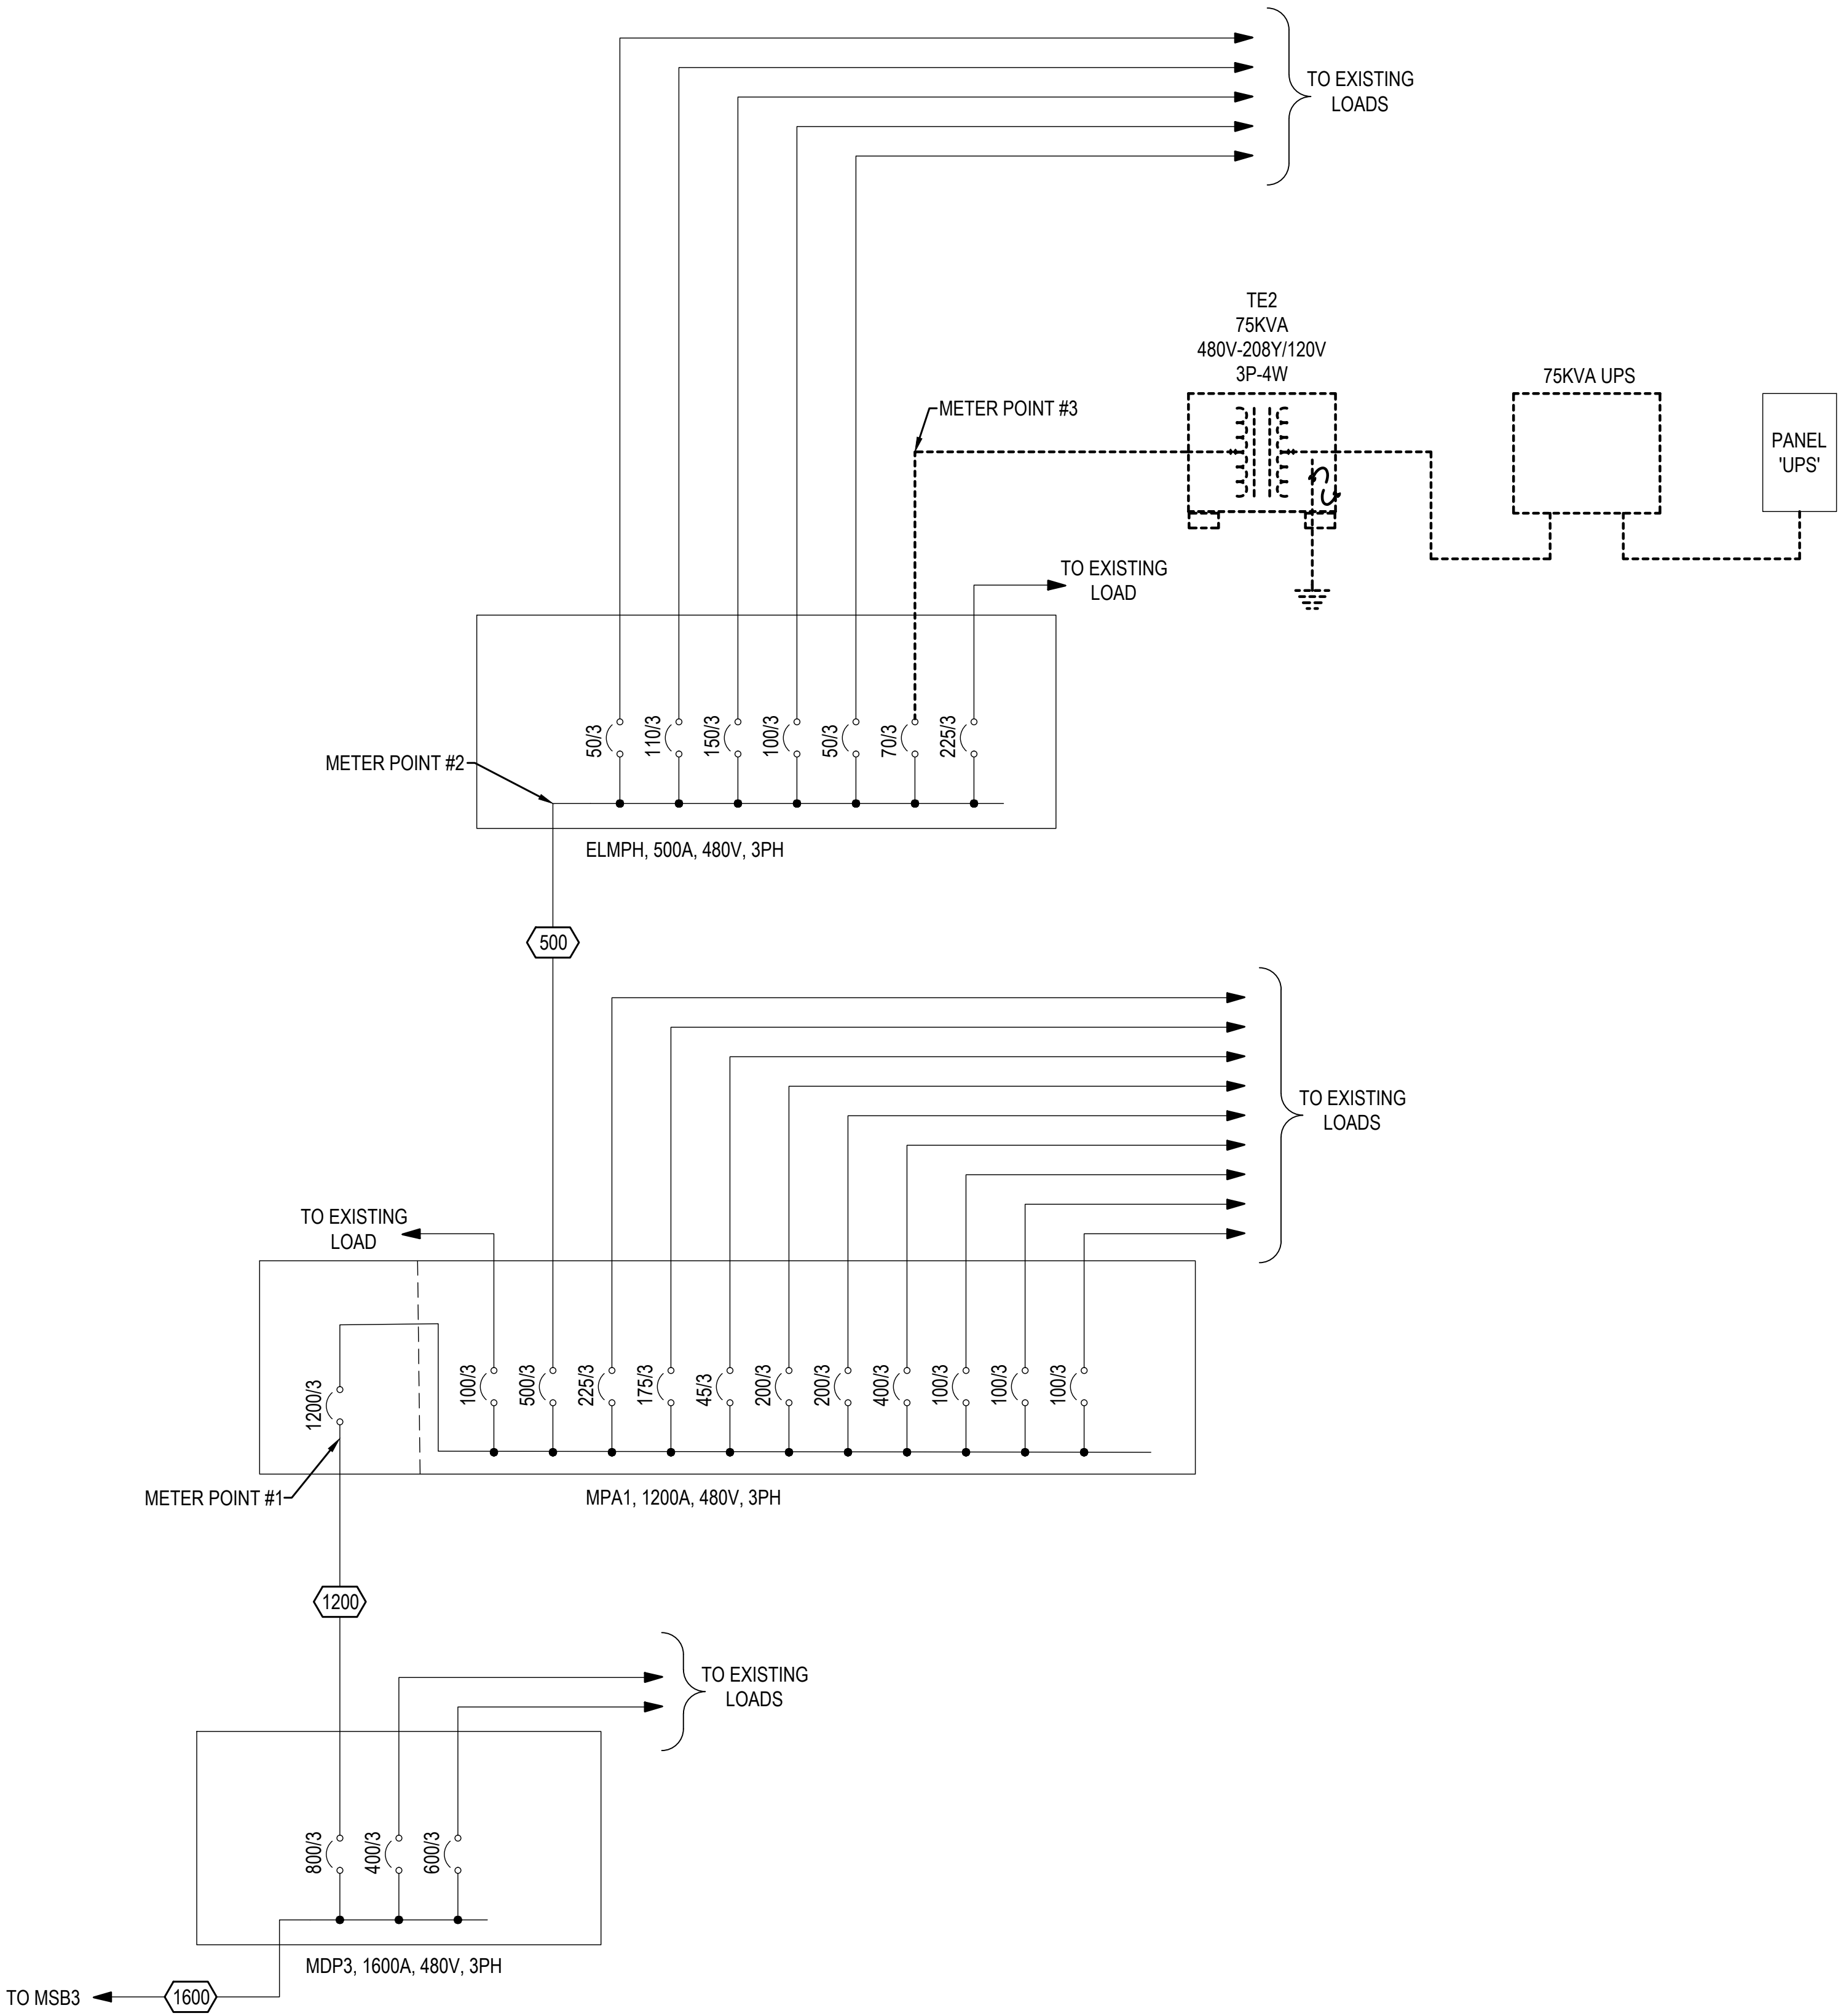 TO EXISTING
LOADS
TE2
75KVA
480V-208Y/120V
3P-4W
75KVA UPS
PANEL
'UPS'
METER POINT #3
TO EXISTING
LOAD
50/3
110/3
150/3
100/3
50/3
70/3
225/3
METER POINT #2
ELMPH, 500A, 480V, 3PH
500
TO EXISTING
LOADS
TO EXISTING
LOAD
1200/3
100/3
500/3
225/3
175/3
45/3
200/3
200/3
400/3
100/3
100/3
100/3
METER POINT #1
MPA1, 1200A, 480V, 3PH
1200
TO EXISTING
LOADS
800/3
400/3
600/3
MDP3, 1600A, 480V, 3PH
TO MSB3
1600